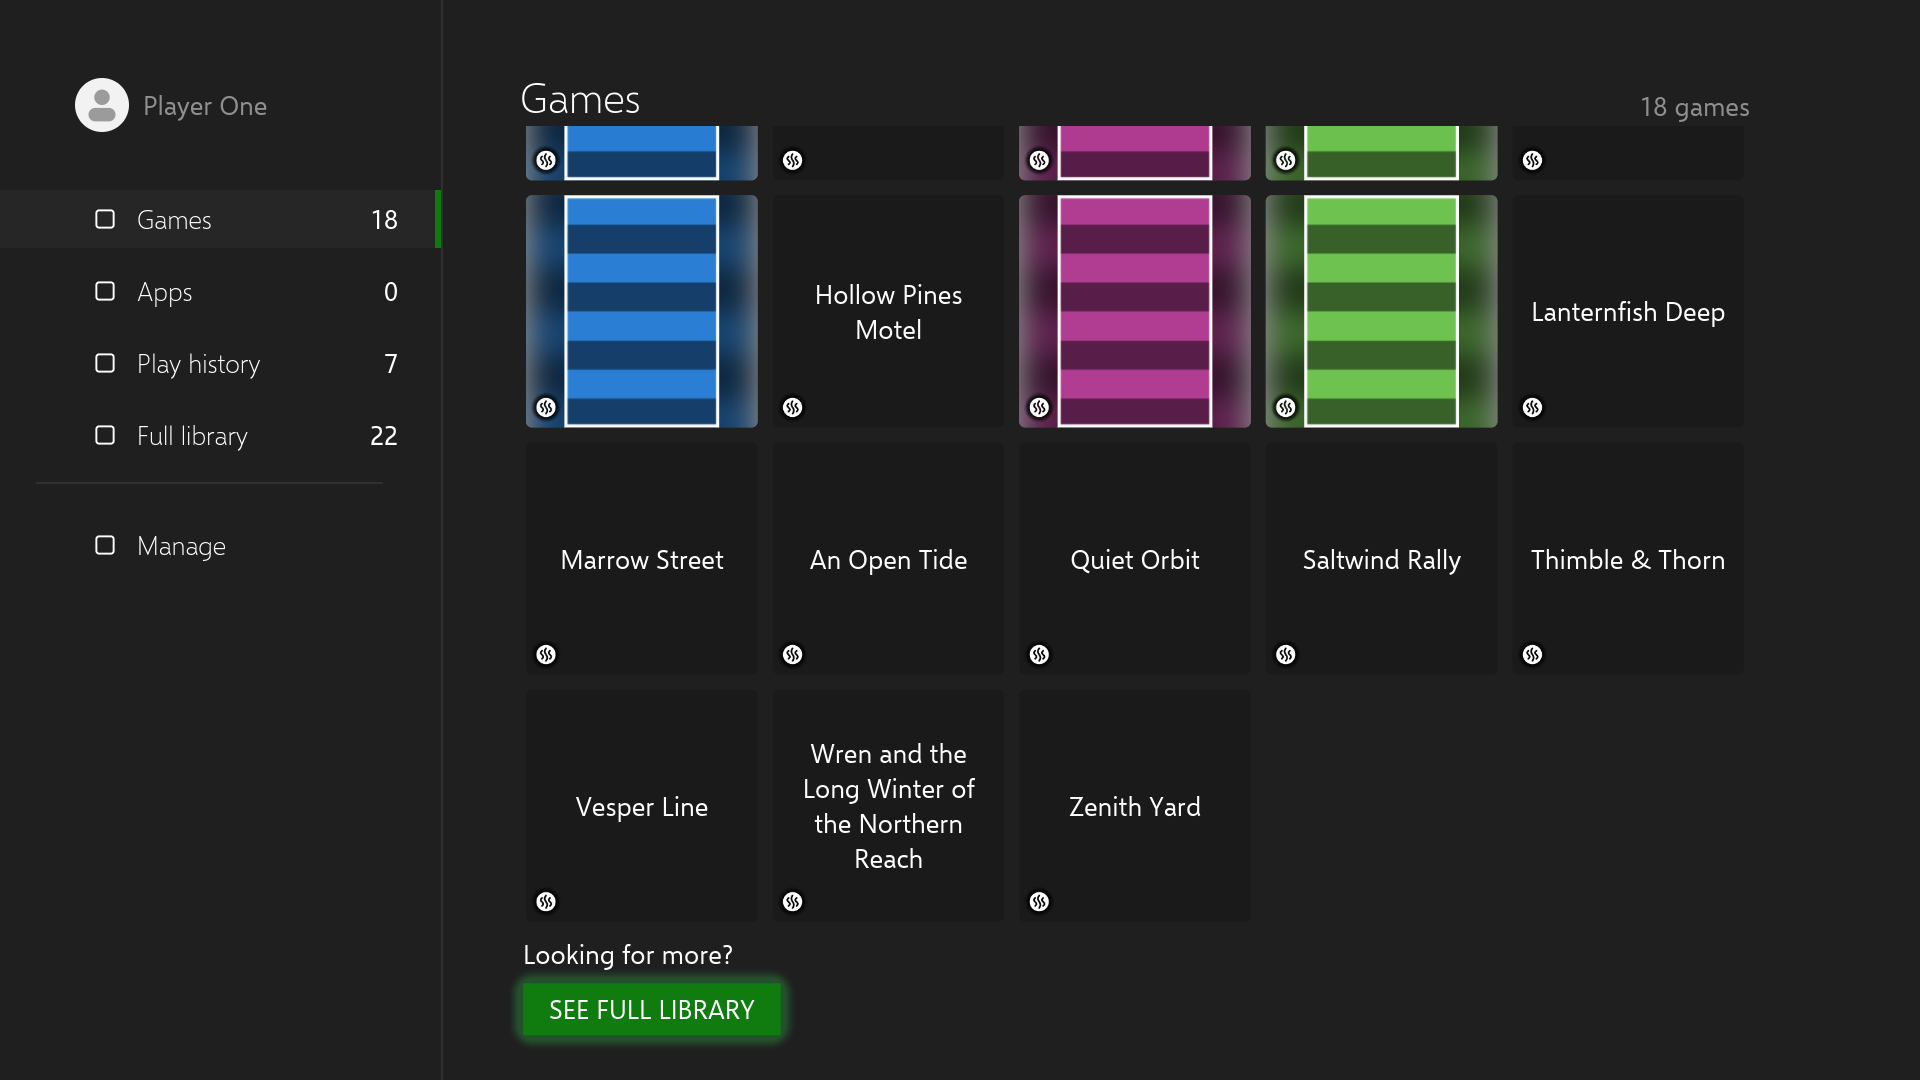 Player One
Games 18
Apps 0
Play history 7
Full library 22
Manage
Games
18 games
Hollow Pines
Motel
Lanternfish Deep
Marrow Street
An Open Tide
Quiet Orbit
Saltwind Rally
Thimble & Thorn
Vesper Line
Wren and the
Long Winter of
the Northern
Reach
Zenith Yard
Looking for more?
SEE FULL LIBRARY